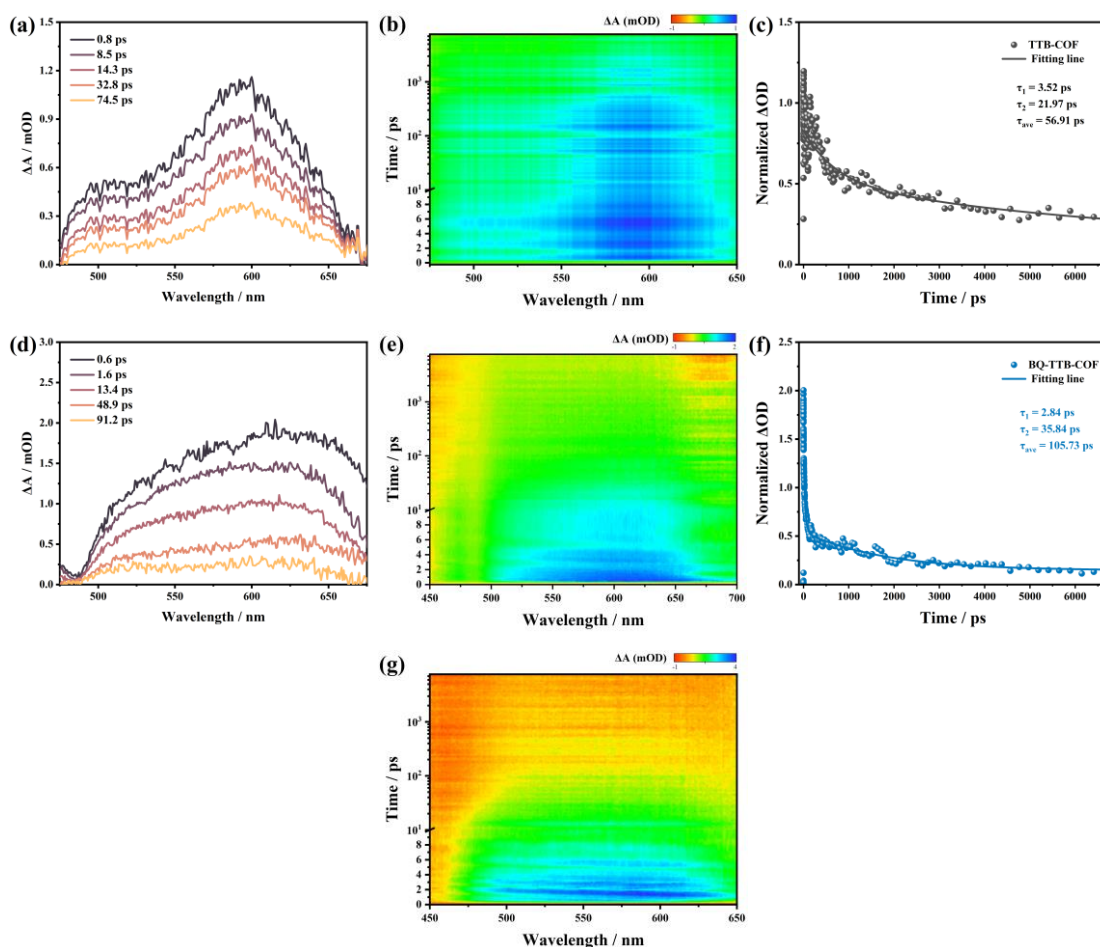 (a)
0.8 ps
8.5 ps
14.3 ps
32.8 ps
74.5 ps
ΔA / mOD
1.5
1.2
0.9
0.6
0.3
0.0
500 550 600 650
Wavelength / nm
(b)
ΔA (mOD)
-1 3
Time / ps
10³
10²
10¹
8
6
4
2
0
500 550 600 650
Wavelength / nm
(c)
TTB-COF
Fitting line
τ₁ = 3.52 ps
τ₂ = 21.97 ps
τave = 56.91 ps
Normalized ΔOD
1.5
1.0
0.5
0.0
0 1000 2000 3000 4000 5000 6000
Time / ps
(d)
0.6 ps
1.6 ps
13.4 ps
48.9 ps
91.2 ps
ΔA / mOD
3.0
2.5
2.0
1.5
1.0
0.5
0.0
500 550 600 650
Wavelength / nm
(e)
ΔA (mOD)
-1 2
Time / ps
10³
10²
10¹
8
6
4
2
450 500 550 600 650 700
Wavelength / nm
(f)
BQ-TTB-COF
Fitting line
τ₁ = 2.84 ps
τ₂ = 35.84 ps
τave = 105.73 ps
Normalized ΔOD
2.5
2.0
1.5
1.0
0.5
0.0
0 1000 2000 3000 4000 5000 6000
Time / ps
(g)
ΔA (mOD)
-1 4
Time / ps
10³
10²
10¹
8
6
4
2
0
450 500 550 600 650
Wavelength / nm